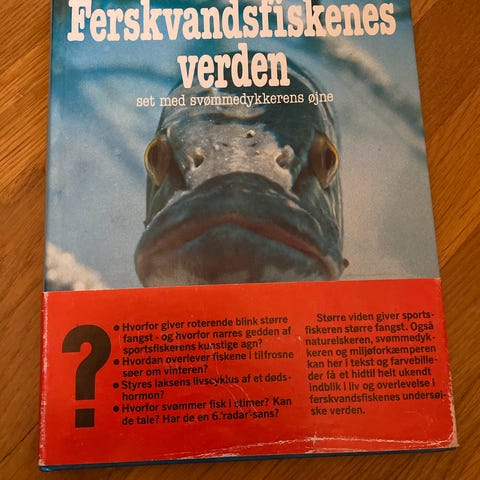 Ferskvandsfiskenes
verden
set med svømmedykkerens øjne
?
• Hvorfor giver roterende blink større
fangst - og hvorfor narres gedden af
sportsfiskerens kunstige agn?
• Hvordan overlever fiskene i tilfrosne
søer om vinteren?
• Styres laksens livscyklus af et døds-
hormon?
• Hvorfor svømmer fisk i stimer? Kan
de tale? Har de en 6.'radar'-sans?
Større viden giver sports-
fiskeren større fangst. Også
naturelskeren, svømmedyk-
keren og miljøforkæmperen
kan her i tekst og farvebille-
der få et hidtil helt ukendt
indblik i liv og overlevelse i
ferskvandsfiskenes undersøi-
ske verden.